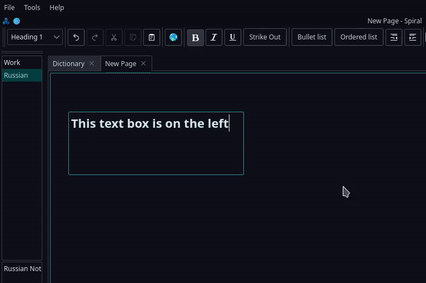 File Tools Help
New Page - Spiral
Heading 1 B I U Strike Out Bullet list Ordered list
Work
Russian
Dictionary New Page
This text box is on the left
Russian Not